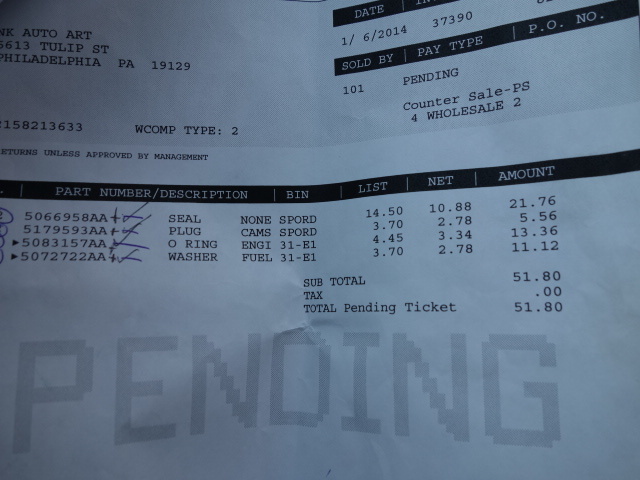 DATE
NK AUTO ART
6613 TULIP ST
PHILADELPHIA PA 19129
1/ 6/2014 37390
SOLD BY | PAY TYPE | P.O. NO.
101 PENDING
Counter Sale-PS
4 WHOLESALE 2
2158213633 WCOMP TYPE: 2
RETURNS UNLESS APPROVED BY MANAGEMENT
PART NUMBER/DESCRIPTION | BIN | LIST | NET | AMOUNT
5066958AA SEAL NONE SPORD 14.50 10.88 21.76
5179593AA PLUG CAMS SPORD 3.70 2.78 5.56
►5083157AA O RING ENGI 31-E1 4.45 3.34 13.36
►5072722AA WASHER FUEL 31-E1 3.70 2.78 11.12
SUB TOTAL 51.80
TAX .00
TOTAL Pending Ticket 51.80
PENDING